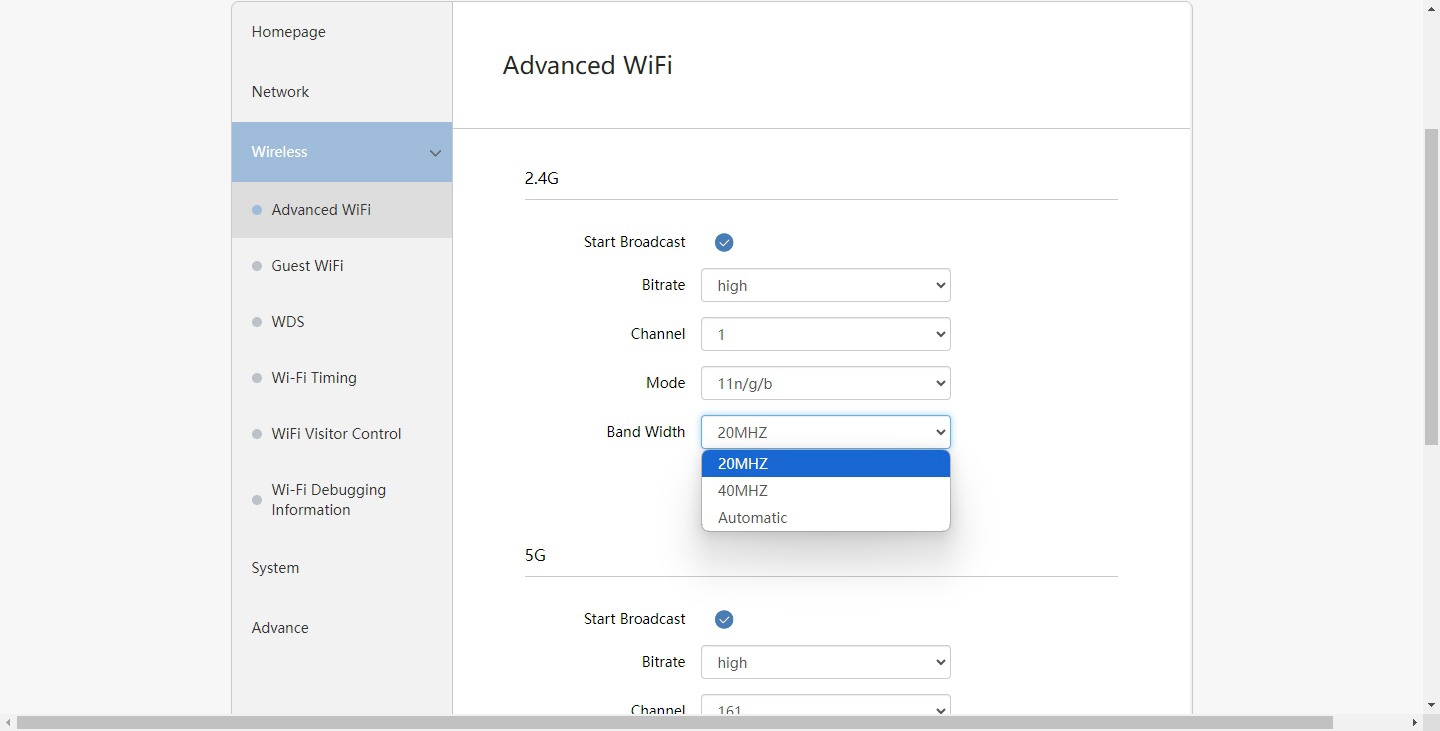 Homepage
Network
Wireless
Advanced WiFi
Guest WiFi
WDS
Wi-Fi Timing
WiFi Visitor Control
Wi-Fi Debugging
Information
System
Advance
Advanced WiFi
2.4G
Start Broadcast
Bitrate high
Channel 1
Mode 11n/g/b
Band Width 20MHZ
20MHZ
40MHZ
Automatic
5G
Start Broadcast
Bitrate high
Channel 161